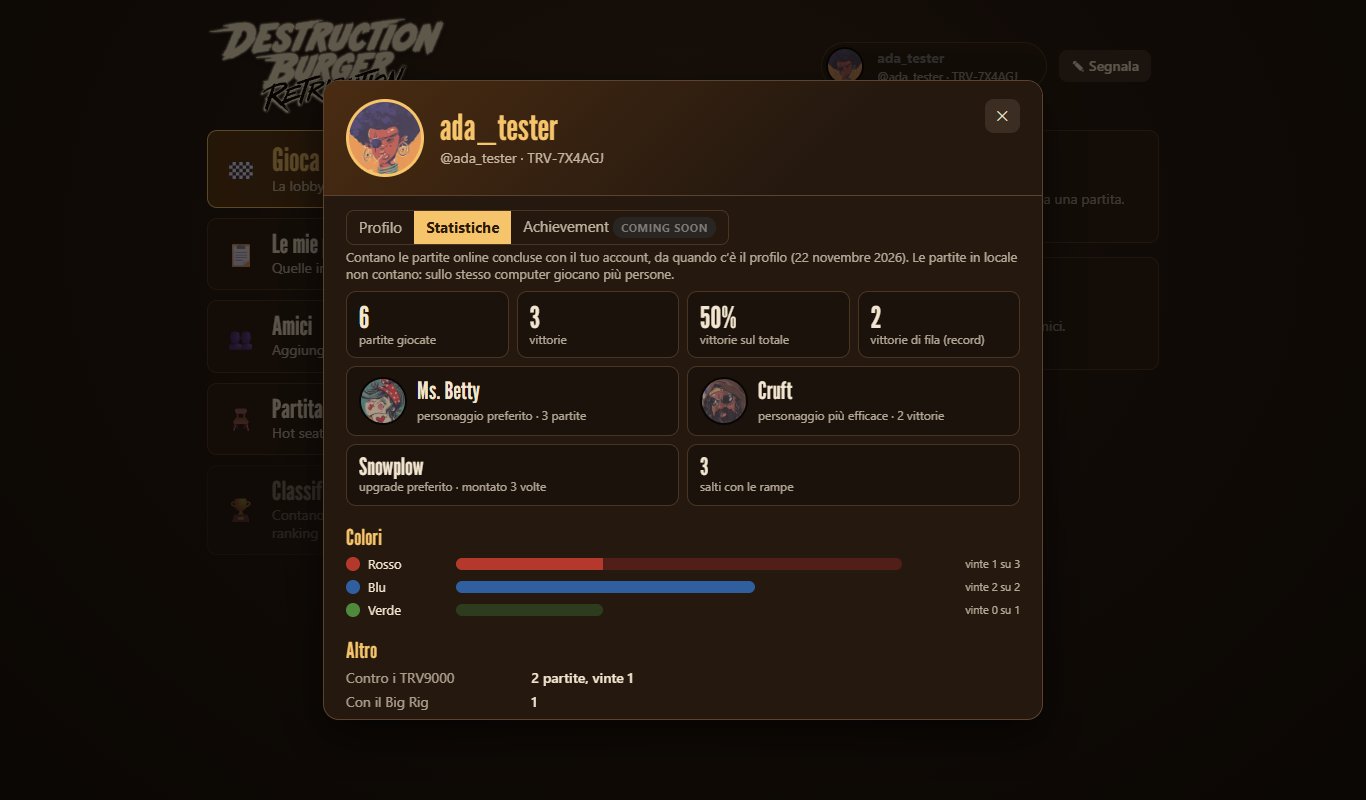 DESTRUCTION
BURGER
RETRIBUTION
ada_tester
@ada_tester · TRV-7X4AGJ
Segnala
ada_tester
@ada_tester · TRV-7X4AGJ
Gioca
La lobby
Le mie
Quelle in
Amici
Aggiung
Partita
Hot seat
Classif
Contano
ranking
a una partita.
mici.
Profilo
Statistiche
Achievement COMING SOON
Contano le partite online concluse con il tuo account, da quando c'è il profilo (22 novembre 2026). Le partite in locale
non contano: sullo stesso computer giocano più persone.
6
partite giocate
3
vittorie
50%
vittorie sul totale
2
vittorie di fila (record)
Ms. Betty
personaggio preferito · 3 partite
Cruft
personaggio più efficace · 2 vittorie
Snowplow
upgrade preferito · montato 3 volte
3
salti con le rampe
Colori
Rosso
vinte 1 su 3
Blu
vinte 2 su 2
Verde
vinte 0 su 1
Altro
Contro i TRV9000
2 partite, vinte 1
Con il Big Rig
1